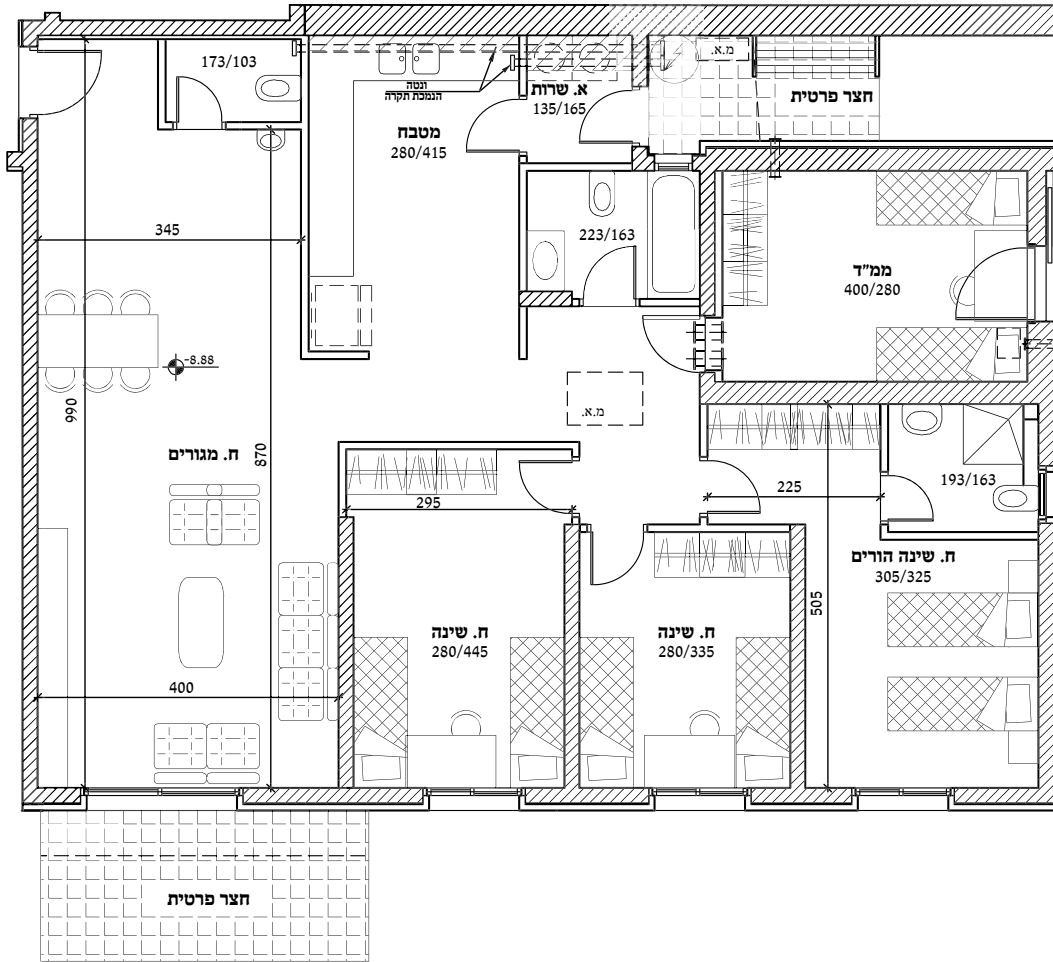 173/103
מטבח
280/415
ונטה
הנמכת תקרה
א. שרות
135/165
מ.א.
חצר פרטית
223/163
ממ"ד
400/280
345
-8.88
990
870
ח. מגורים
מ.א.
295
225
193/163
ח. שינה הורים
305/325
505
ח. שינה
280/445
ח. שינה
280/335
400
חצר פרטית